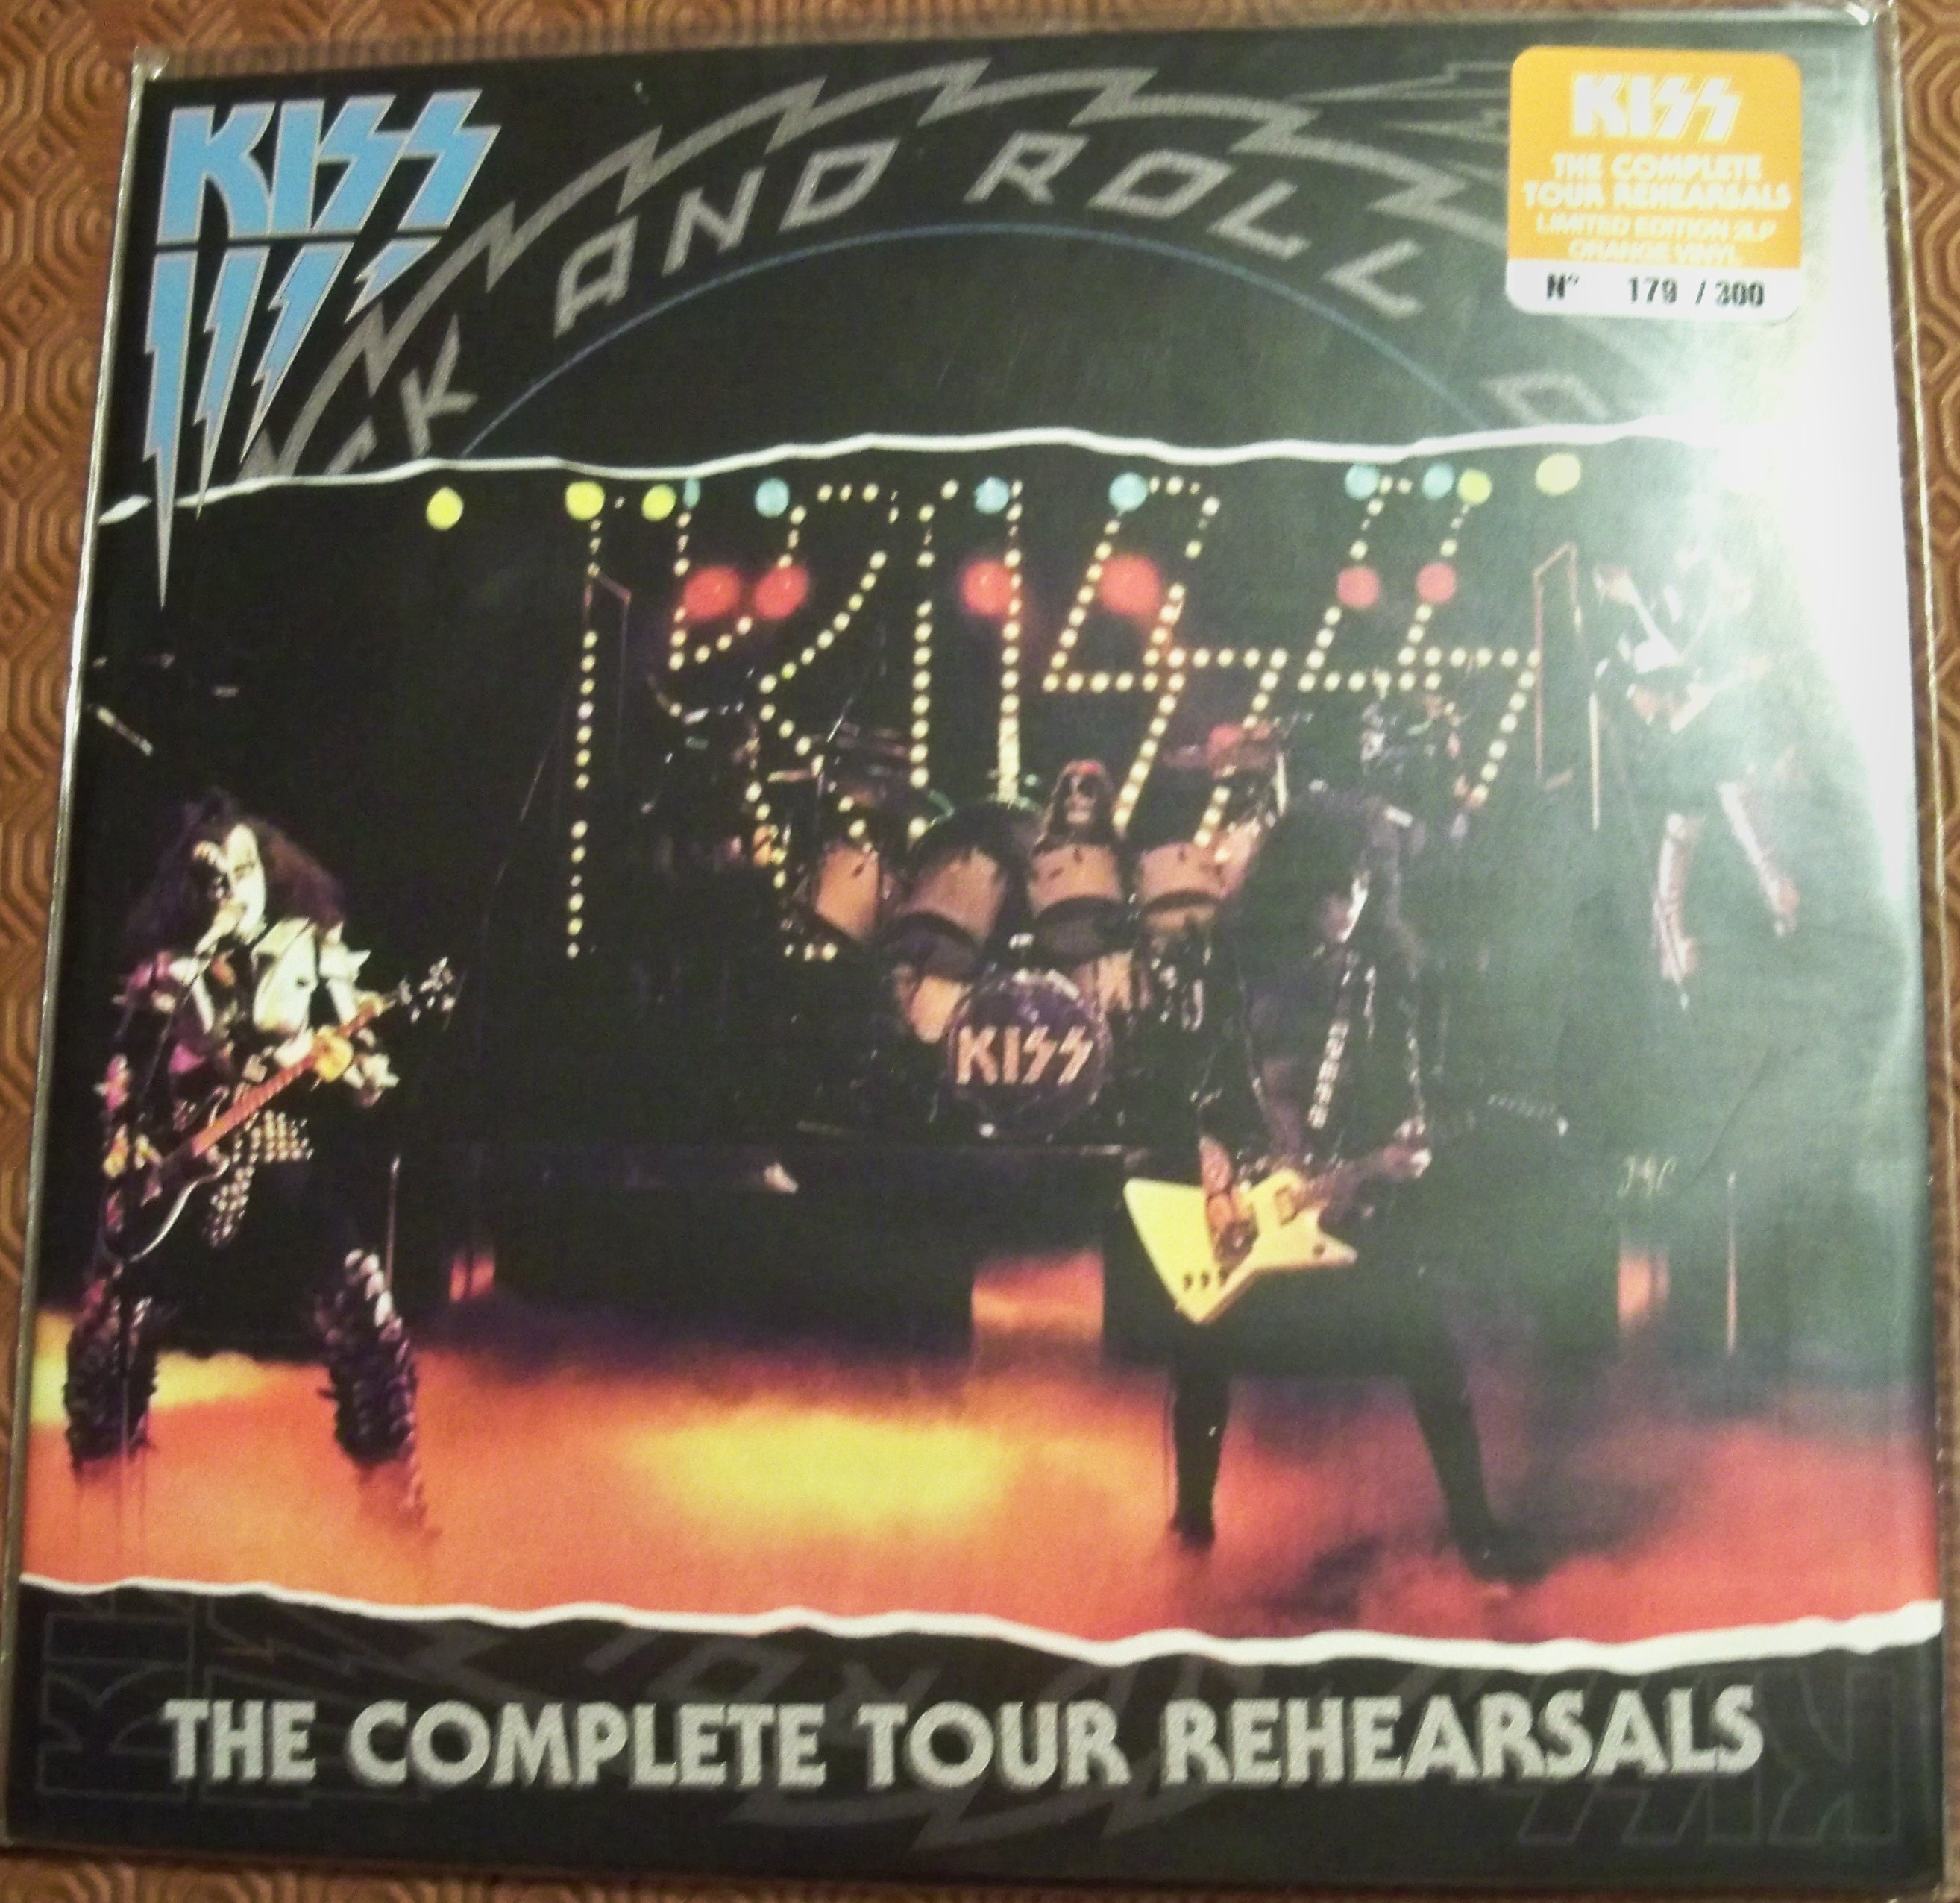 KISS
KISS
THE COMPLETE
TOUR REHEARSALS
LIMITED EDITION 2LP
ORANGE VINYL
N° 179 / 300
AND ROLL
KISS
KISS
THE COMPLETE TOUR REHEARSALS